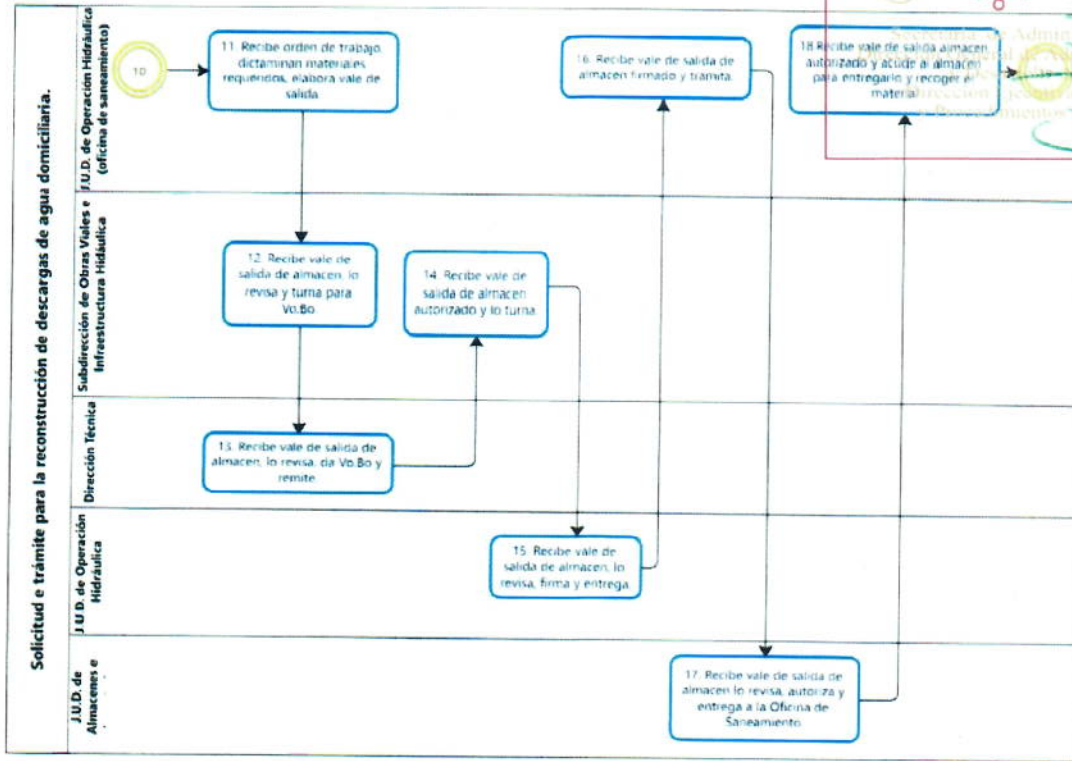 Solicitud e trámite para la reconstrucción de descargas de agua domiciliaria.
J.U.D. de Operación Hidráulica
(oficina de saneamiento)
10
11. Recibe orden de trabajo,
dictaminan materiales
requeridos, elabora vale de
salida.
16. Recibe vale de salida de
almacen firmado y tramita.
18 Recibe vale de salida almacen
autorizado y acude al almacen
para entregarlo y recoger el
material
Secretaría de Admin
Procedimientos
Subdirección de Obras Viales e
Infraestructura Hidáulica
12. Recibe vale de
salida de almacen, lo
revisa y turna para
Vo.Bo.
14. Recibe vale de
salida de almacen
autorizado y lo turna.
Dirección Técnica
13. Recibe vale de salida de
almacen, lo revisa, da Vo.Bo y
remite.
J U D. de Operación
Hidráulica
15. Recibe vale de
salida de almacen, lo
revisa, firma y entrega.
J.U.D. de
Almacenes e
17. Recibe vale de salida de
almacen lo revisa, autoriza y
entrega a la Oficina de
Saneamiento.